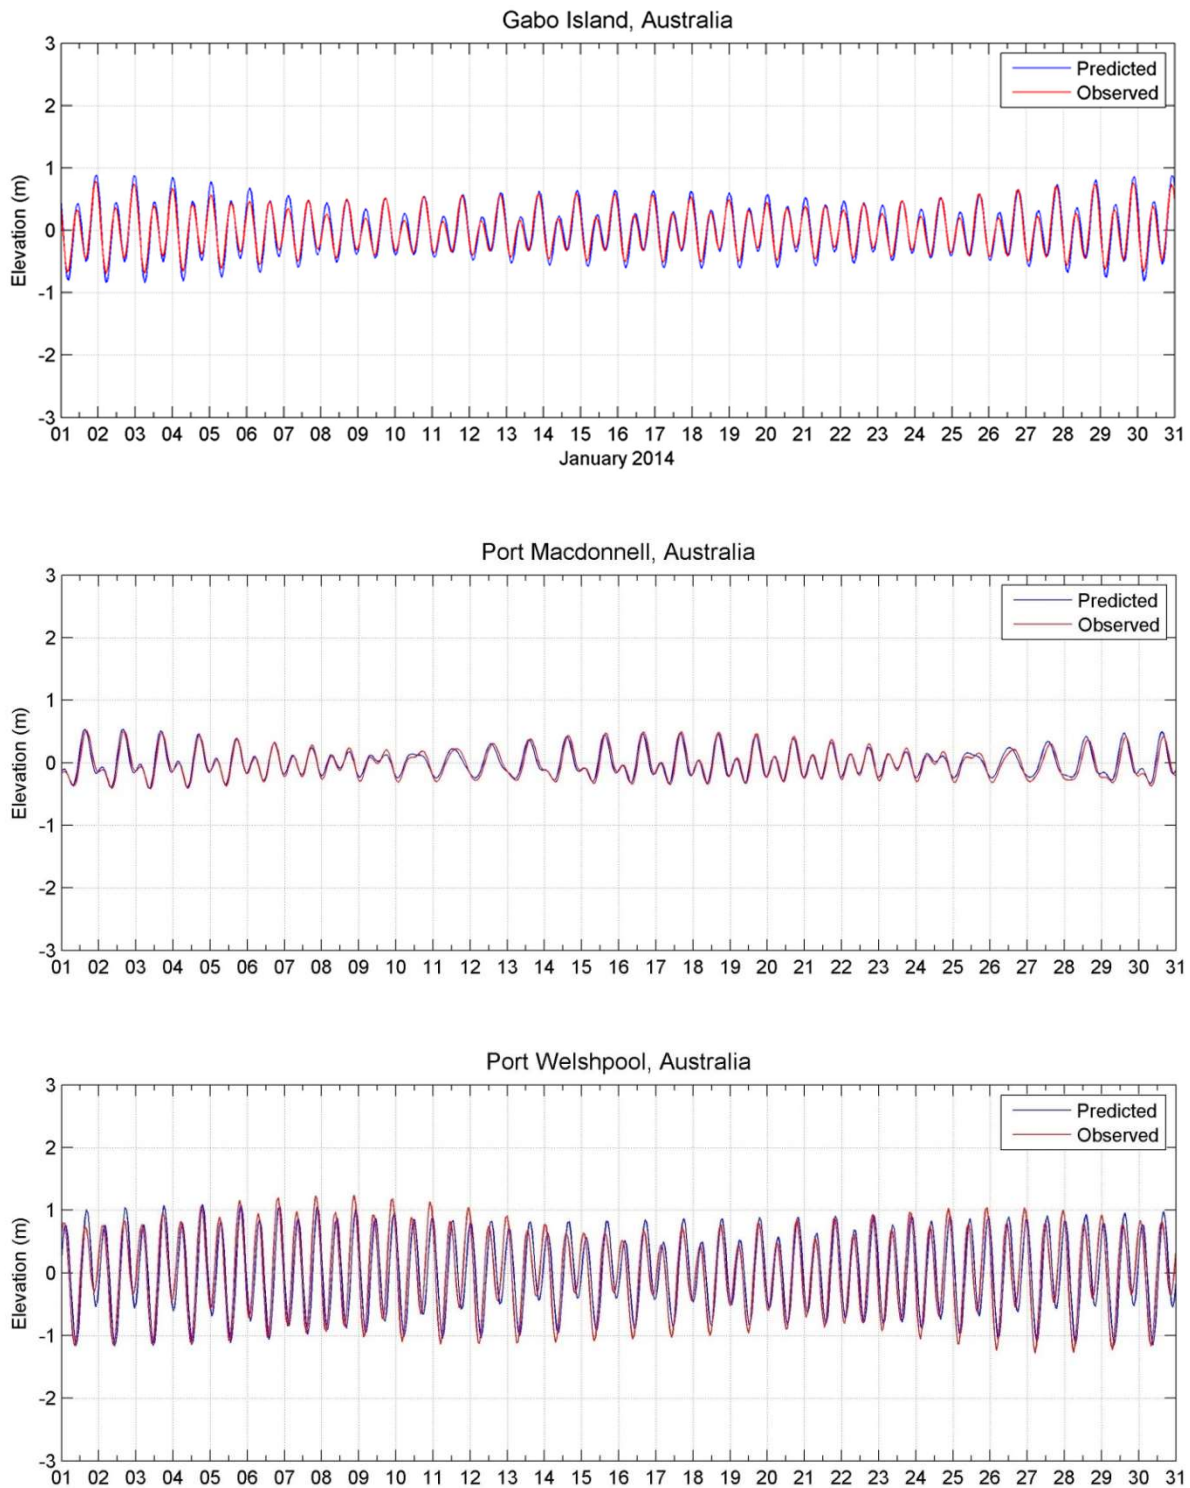 Gabo Island, Australia
3
2
1
0
-1
-2
-3
Elevation (m)
Predicted
Observed
01 02 03 04 05 06 07 08 09 10 11 12 13 14 15 16 17 18 19 20 21 22 23 24 25 26 27 28 29 30 31
January 2014
Port Macdonnell, Australia
3
2
1
0
-1
-2
-3
Elevation (m)
Predicted
Observed
01 02 03 04 05 06 07 08 09 10 11 12 13 14 15 16 17 18 19 20 21 22 23 24 25 26 27 28 29 30 31
Port Welshpool, Australia
3
2
1
0
-1
-2
-3
Elevation (m)
Predicted
Observed
01 02 03 04 05 06 07 08 09 10 11 12 13 14 15 16 17 18 19 20 21 22 23 24 25 26 27 28 29 30 31